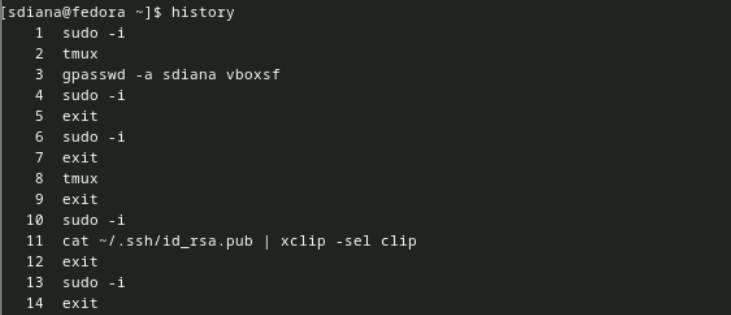 [sdiana@fedora ~]$ history
1 sudo -i
2 tmux
3 gpasswd -a sdiana vboxsf
4 sudo -i
5 exit
6 sudo -i
7 exit
8 tmux
9 exit
10 sudo -i
11 cat ~/.ssh/id_rsa.pub | xclip -sel clip
12 exit
13 sudo -i
14 exit